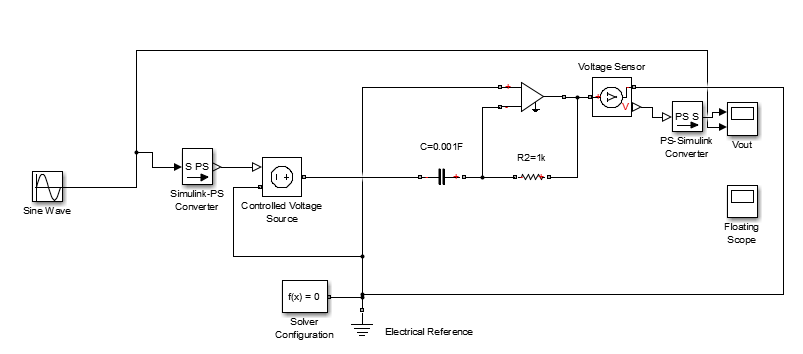 Voltage Sensor
V
C=0.001F
PS S
S PS
R2=1k
PS-Simulink
Converter
Vout
Sine Wave
Simulink-PS
Converter
Controlled Voltage
Source
Floating
Scope
f(x) = 0
Solver
Configuration
Electrical Reference